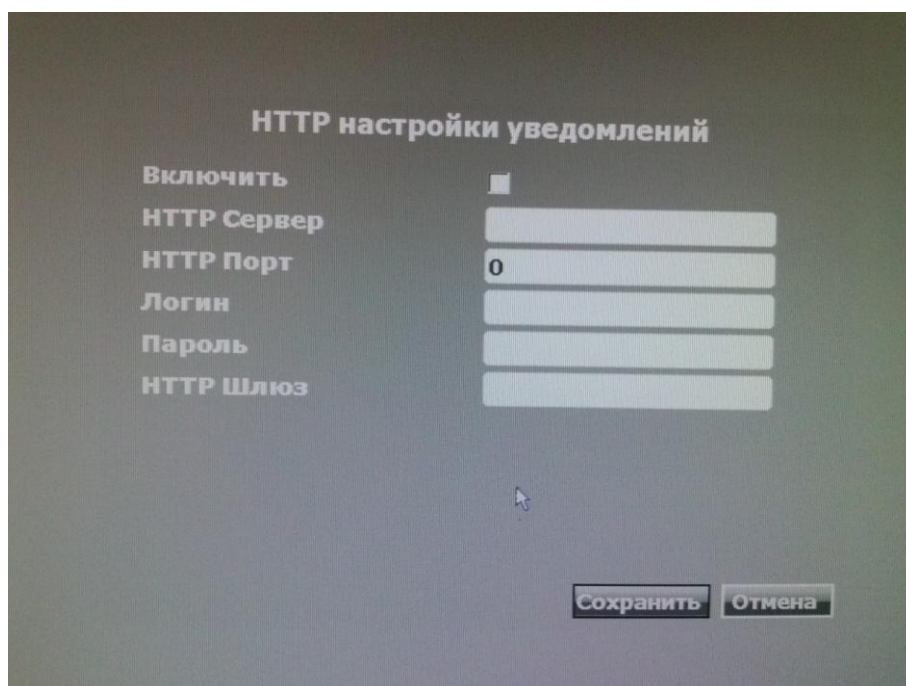 HTTP настройки уведомлений
Включить
HTTP Сервер
HTTP Порт 0
Логин
Пароль
HTTP Шлюз
Сохранить Отмена